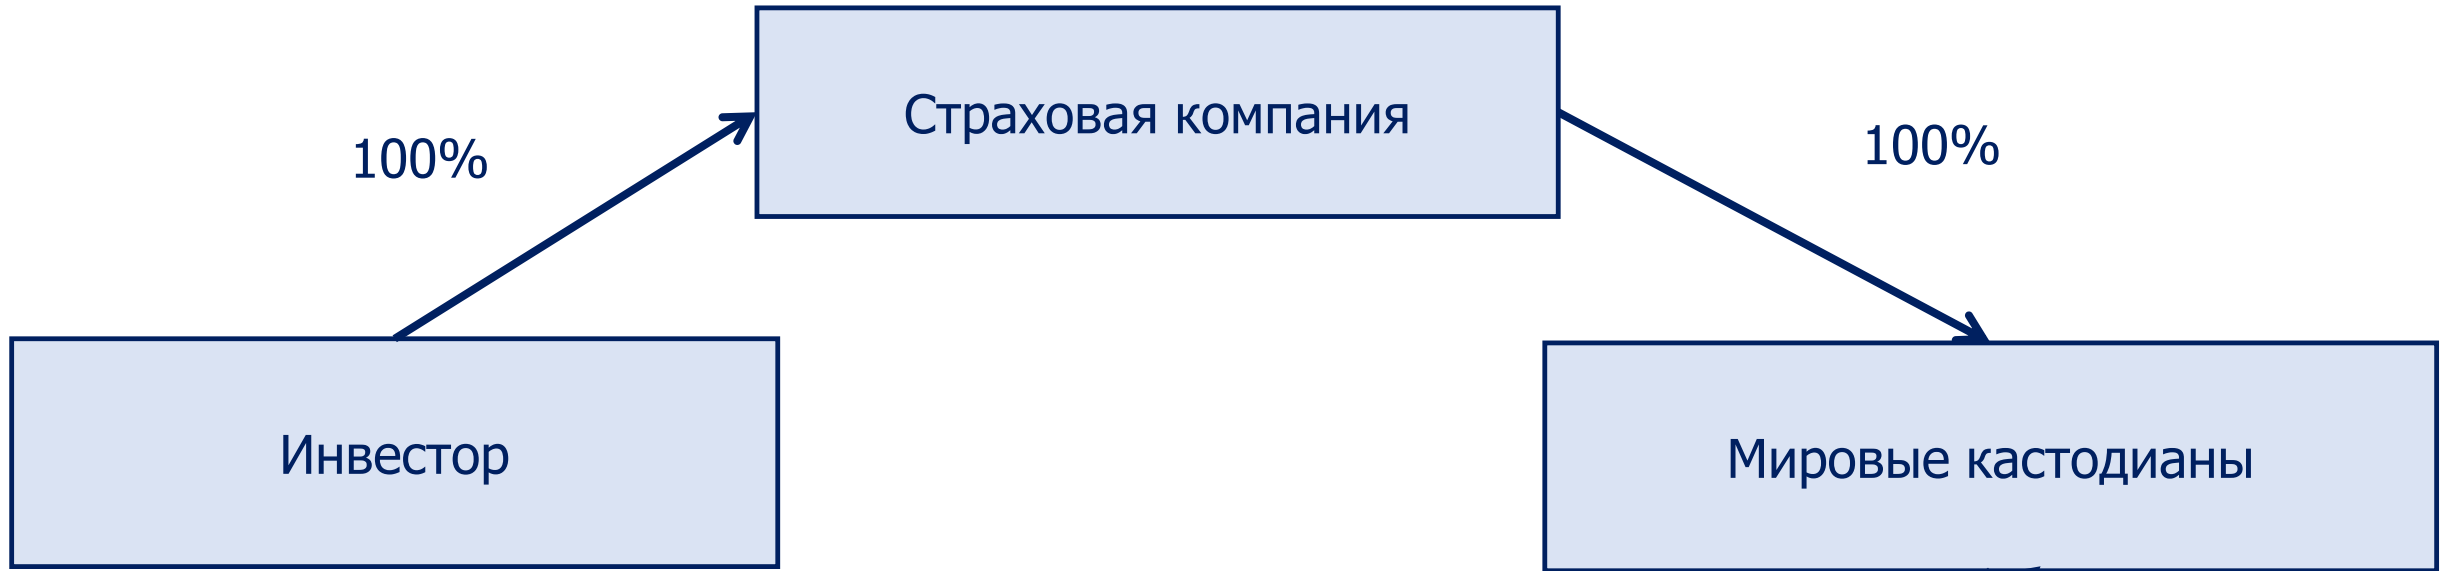 Страховая компания
100%
100%
Инвестор
Мировые кастодианы